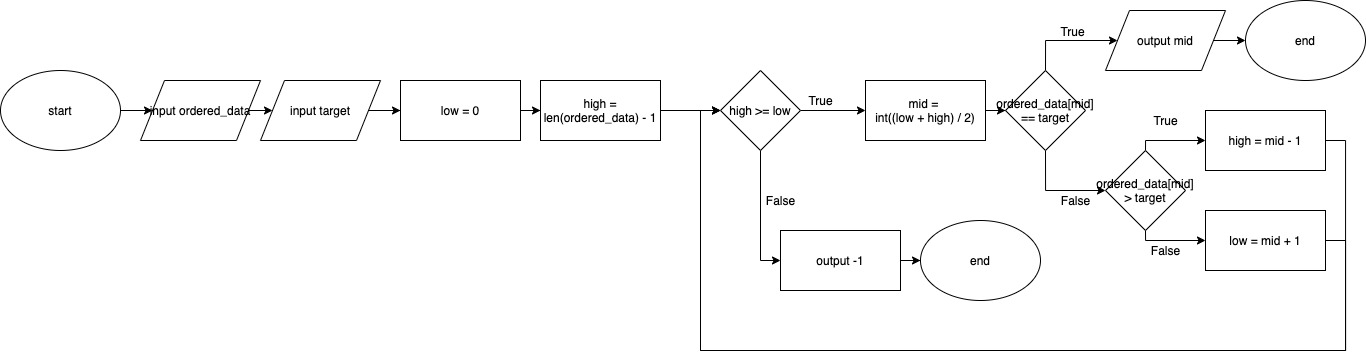 start
input ordered_data
input target
low = 0
high =
len(ordered_data) - 1
high >= low
True
mid =
int((low + high) / 2)
ordered_data[mid]
== target
True
output mid
end
False
ordered_data[mid]
> target
True
high = mid - 1
False
low = mid + 1
False
output -1
end